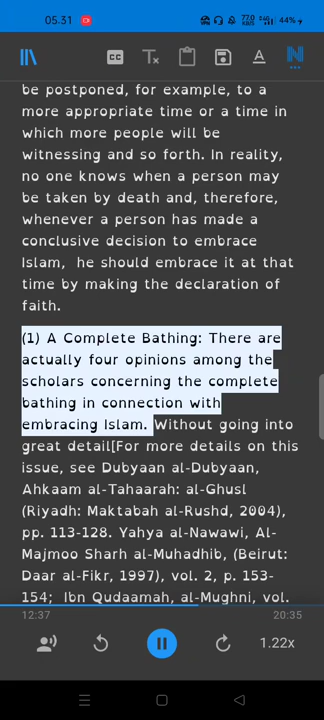 05.31
77.0
KB/S
44%
CC
T×
A
N
be postponed, for example, to a
more appropriate time or a time in
which more people will be
witnessing and so forth. In reality,
no one knows when a person may
be taken by death and, therefore,
whenever a person has made a
conclusive decision to embrace
Islam,  he should embrace it at that
time by making the declaration of
faith.
(1) A Complete Bathing: There are
actually four opinions among the
scholars concerning the complete
bathing in connection with
embracing Islam. Without going into
great detail[For more details on this
issue, see Dubyaan al-Dubyaan,
Ahkaam al-Tahaarah: al-Ghusl
(Riyadh: Maktabah al-Rushd, 2004),
pp. 113-128. Yahya al-Nawawi, Al-
Majmoo Sharh al-Muhadhib, (Beirut:
Daar al-Fikr, 1997), vol. 2, p. 153-
154;  Ibn Qudaamah, al-Mughni, vol.
12:37
20:35
1.22x